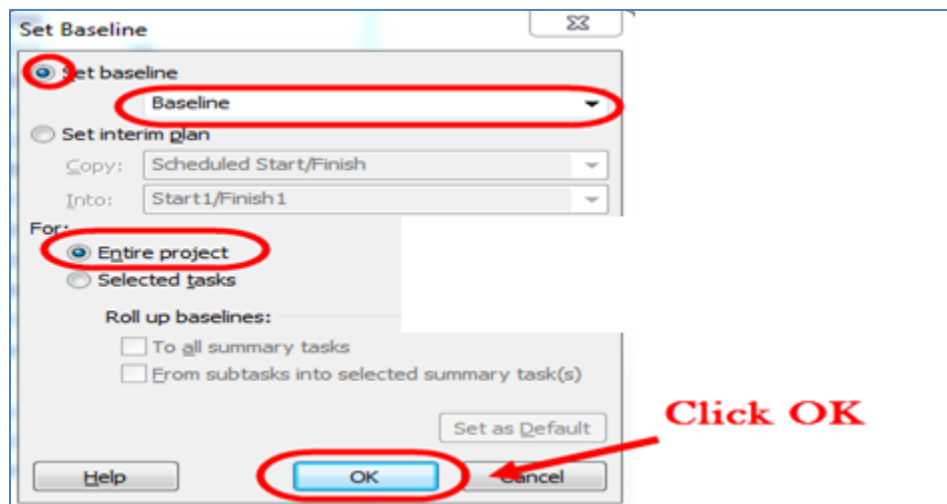 Set Baseline
Set baseline
Baseline
Set interim plan
Copy: Scheduled Start/Finish
Into: Start1/Finish1
For:
Entire project
Selected tasks
Roll up baselines:
To all summary tasks
From subtasks into selected summary task(s)
Click OK
Set as Default
Help OK Cancel